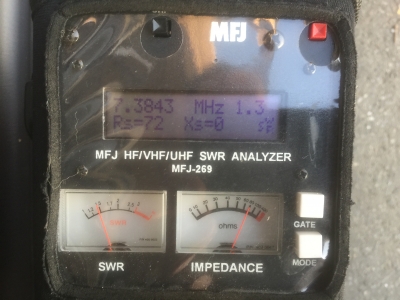 MFJ
7.3843 MHz 1.3
Rs=72 Xs=0 SWR
MFJ HF/VHF/UHF SWR ANALYZER
MFJ-269
ohms
GATE
MODE
SWR
IMPEDANCE